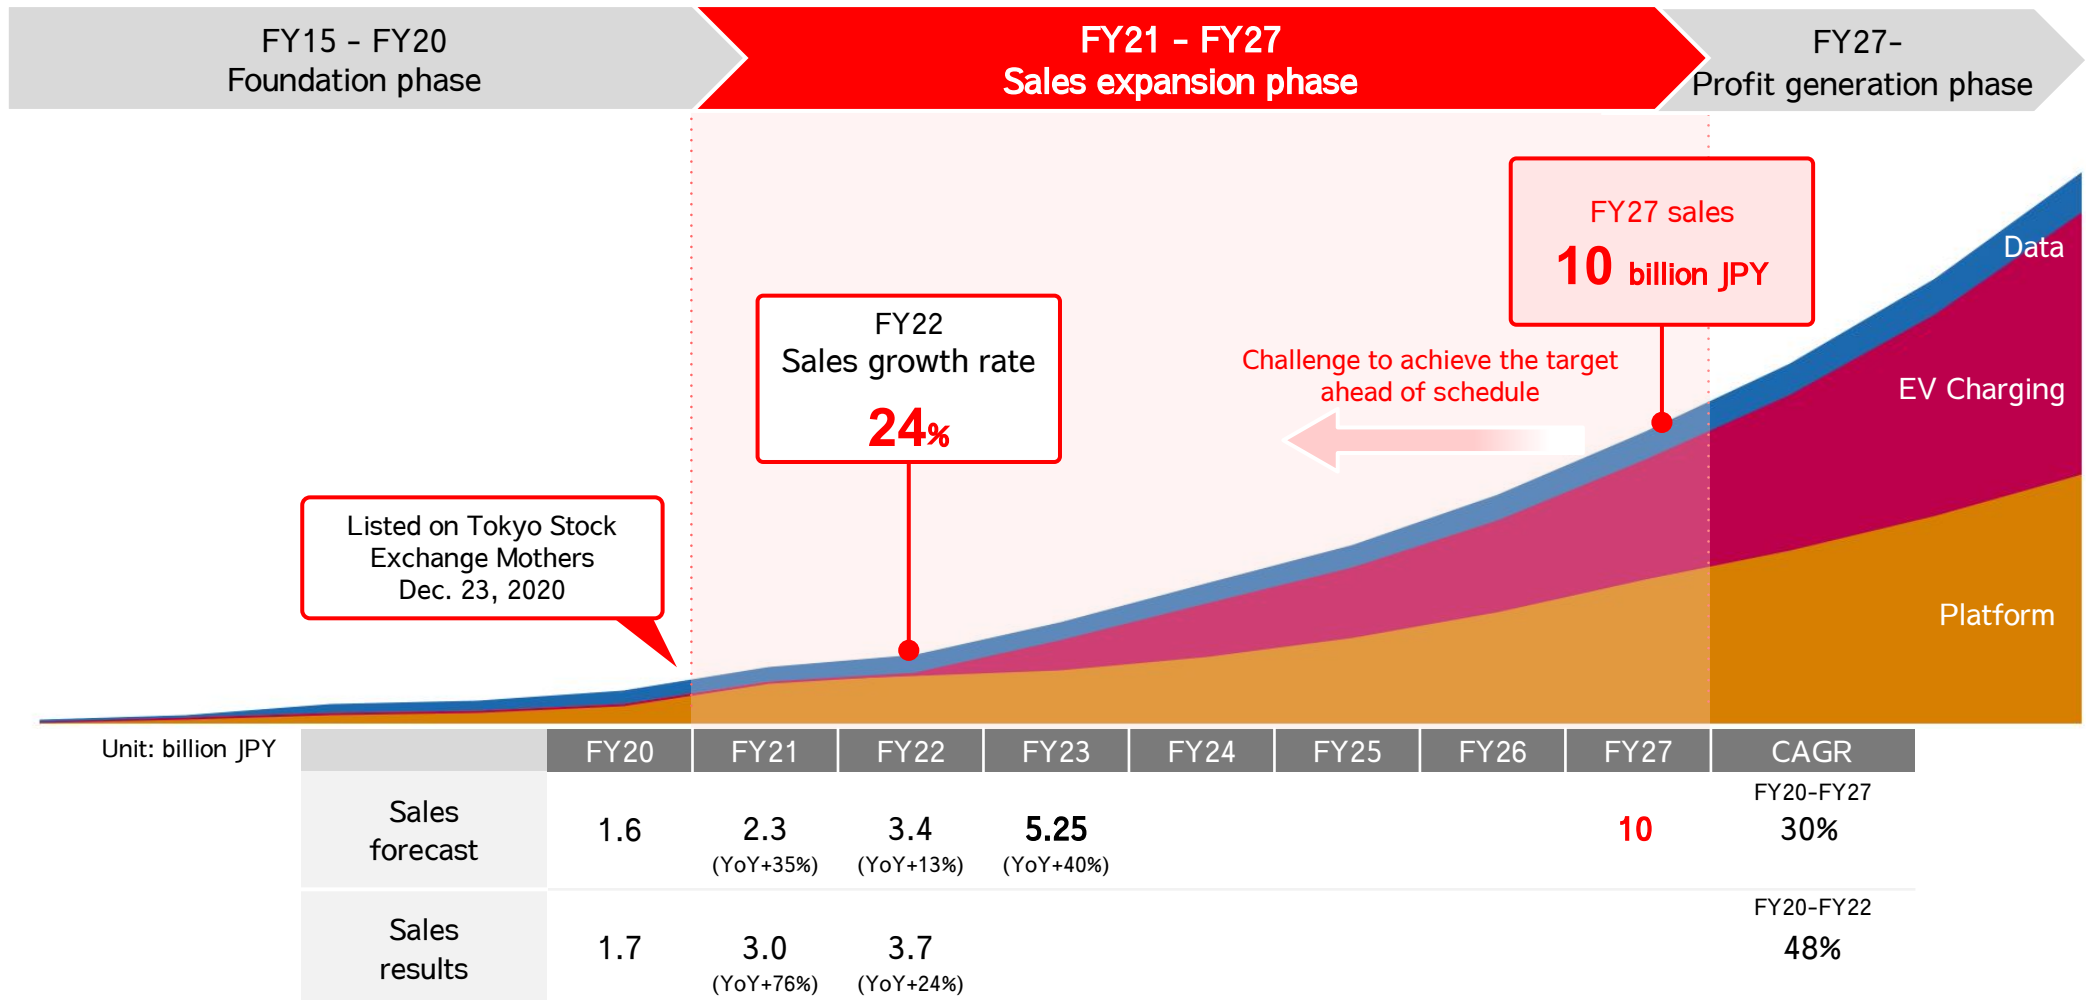 FY15 - FY20
Foundation phase
FY21 - FY27
Sales expansion phase
FY27-
Profit generation phase
FY27 sales
10 billion JPY
Data
FY22
Sales growth rate
24%
Challenge to achieve the target
ahead of schedule
EV Charging
Listed on Tokyo Stock
Exchange Mothers
Dec. 23, 2020
Platform
Unit: billion JPY
FY20 FY21 FY22 FY23 FY24 FY25 FY26 FY27 CAGR
Sales
forecast
1.6 2.3 3.4 5.25 10
(YoY+35%) (YoY+13%) (YoY+40%)
FY20-FY27
30%
Sales
results
1.7 3.0 3.7
(YoY+76%) (YoY+24%)
FY20-FY22
48%